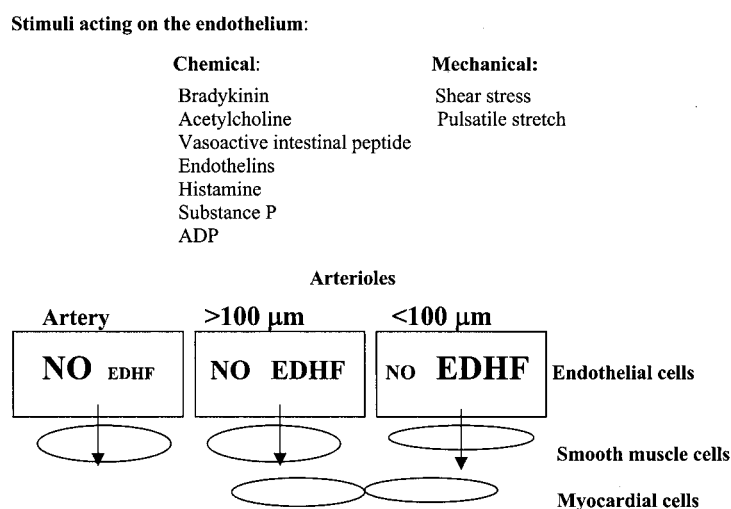 Stimuli acting on the endothelium:
Chemical: Mechanical:
Bradykinin Shear stress
Acetylcholine Pulsatile stretch
Vasoactive intestinal peptide
Endothelins
Histamine
Substance P
ADP
Arterioles
Artery >100 μm <100 μm
NO EDHF NO EDHF NO EDHF Endothelial cells
Smooth muscle cells
Myocardial cells